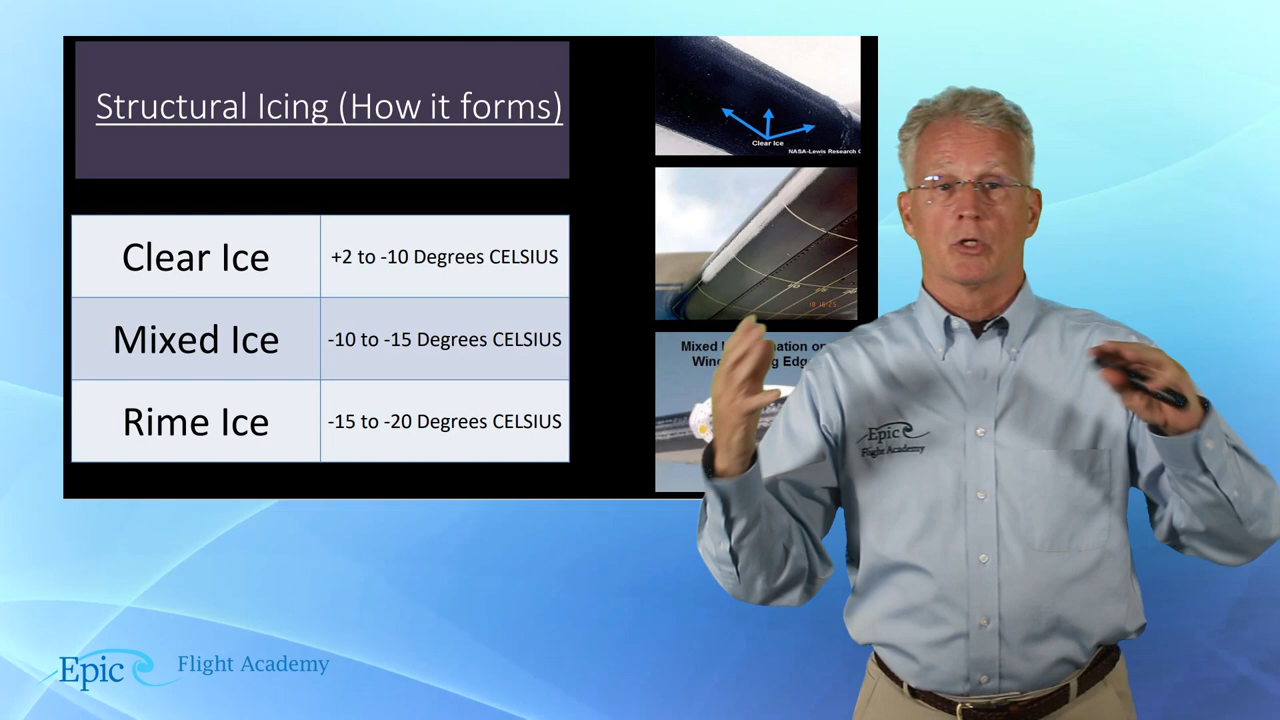 Structural Icing (How it forms)
Clear Ice
+2 to -10 Degrees CELSIUS
Mixed Ice
-10 to -15 Degrees CELSIUS
Rime Ice
-15 to -20 Degrees CELSIUS
Clear Ice
NASA-Lewis Research
Mixed
on
Epic
Flight Academy
Epic
Flight Academy